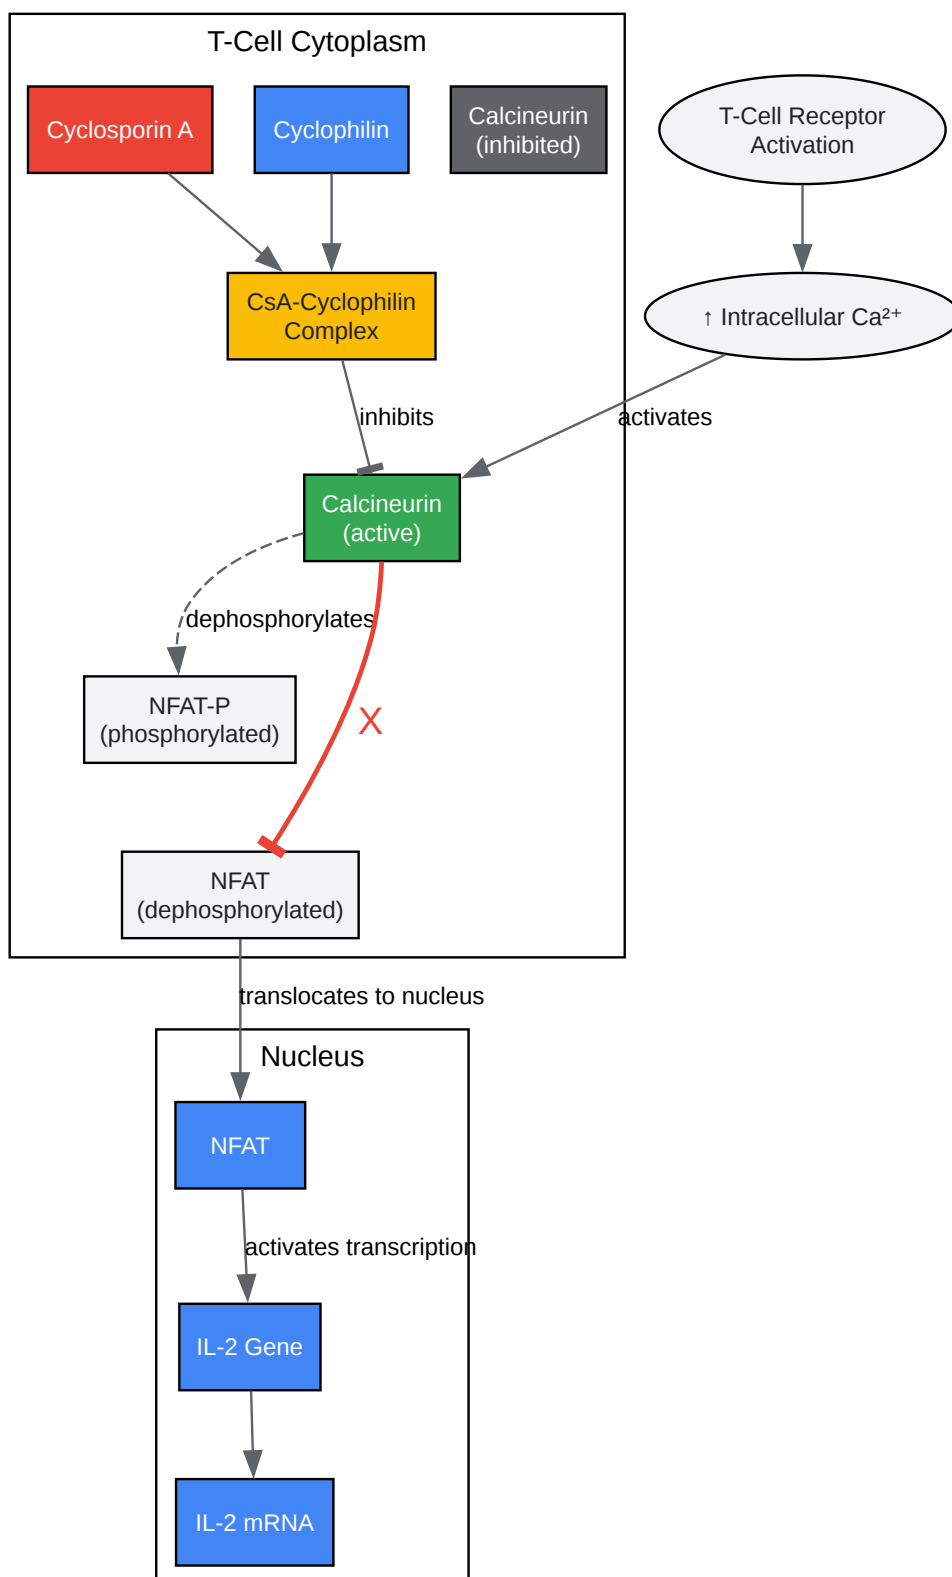 T-Cell Cytoplasm
Cyclosporin A
Cyclophilin
Calcineurin
(inhibited)
T-Cell Receptor
Activation
CsA-Cyclophilin
Complex
↑ Intracellular Ca²⁺
inhibits
activates
Calcineurin
(active)
dephosphorylates
NFAT-P
(phosphorylated)
X
NFAT
(dephosphorylated)
translocates to nucleus
Nucleus
NFAT
activates transcription
IL-2 Gene
IL-2 mRNA